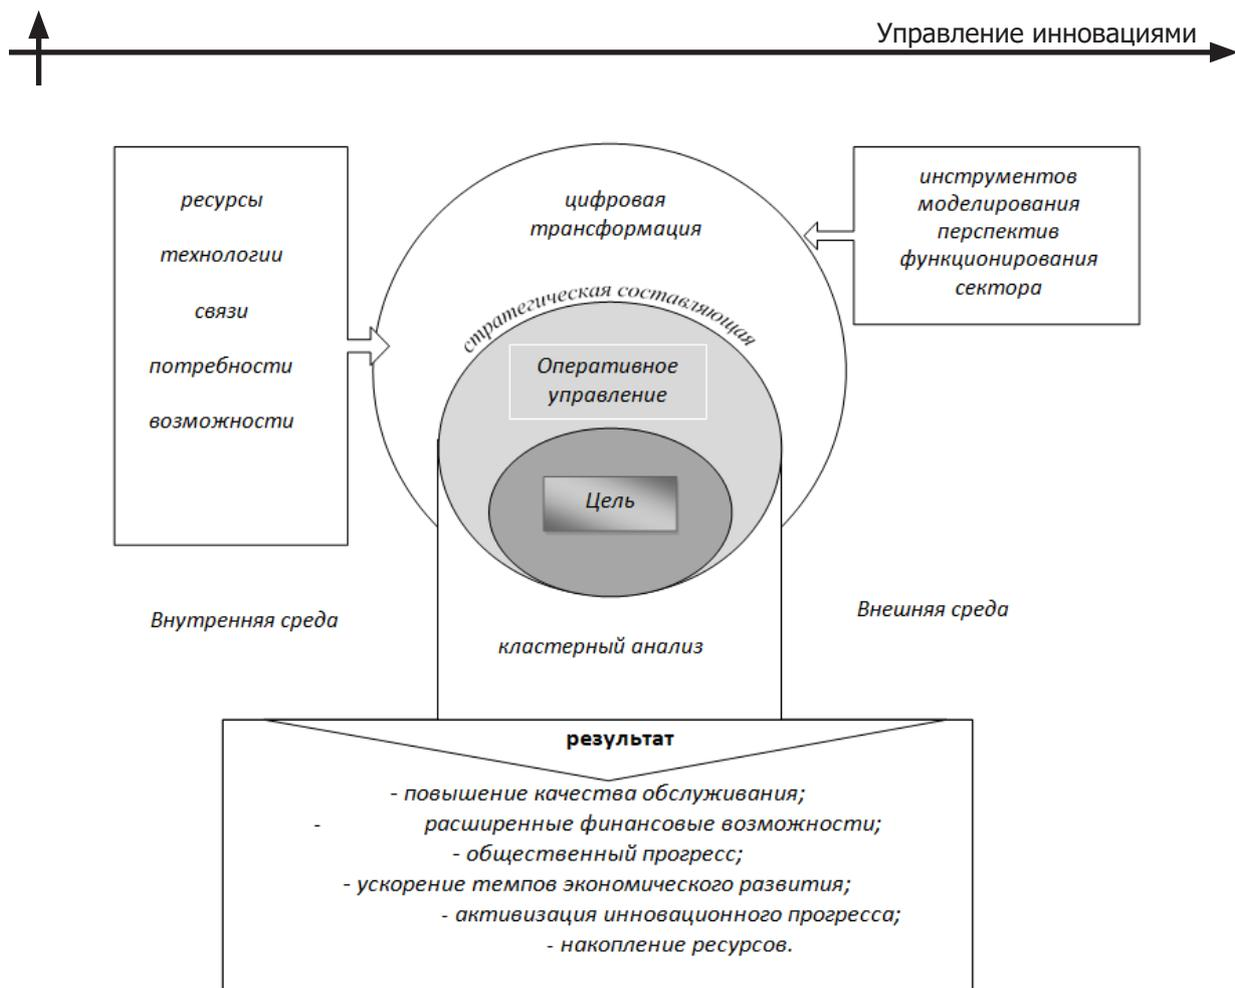 Управление инновациями
ресурсы
технологии
связи
потребности
возможности
цифровая
трансформация
инструментов
моделирования
перспектив
функционирования
сектора
стратегическая составляющая
Оперативное
управление
Цель
Внутренняя среда
Внешняя среда
кластерный анализ
результат
- повышение качества обслуживания;
- расширенные финансовые возможности;
- общественный прогресс;
- ускорение темпов экономического развития;
- активизация инновационного прогресса;
- накопление ресурсов.